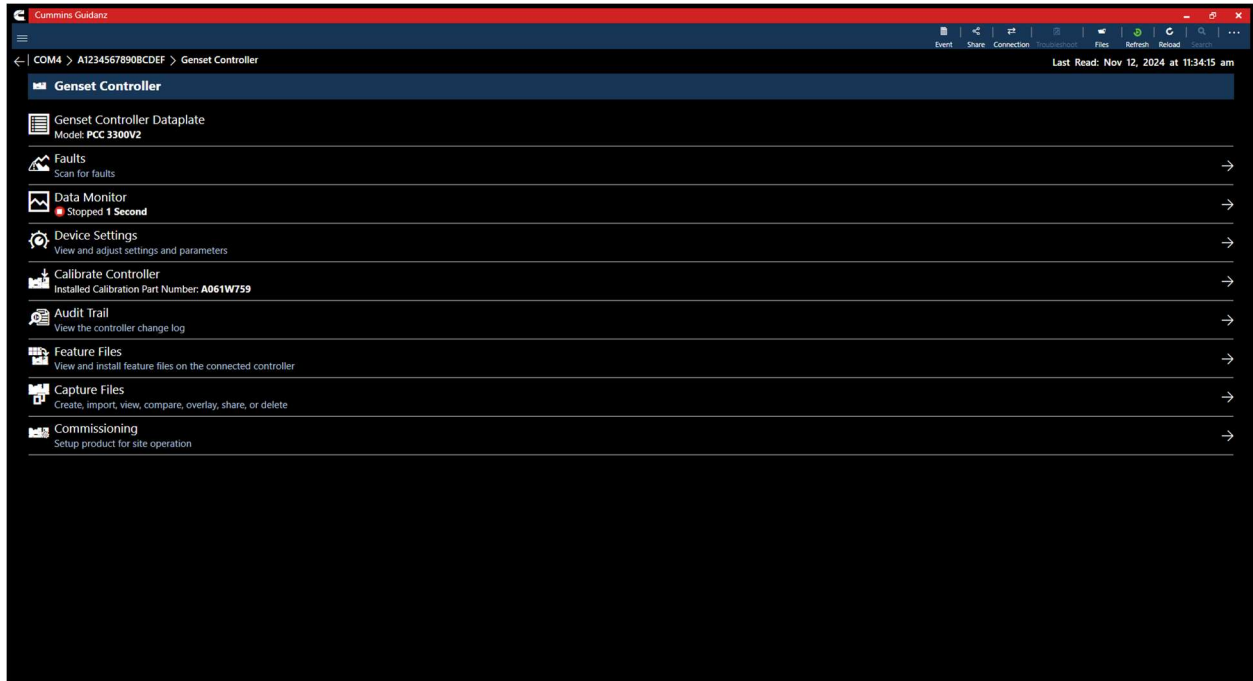 Cummins Guidanz
Event Share Connection Troubleshoot Files Refresh Reload Search
COM4 > A1234567890BCDEF > Genset Controller
Last Read: Nov 12, 2024 at 11:34:15 am
Genset Controller
Genset Controller Dataplate
Model: PCC 3300V2
Faults
Scan for faults
Data Monitor
Stopped 1 Second
Device Settings
View and adjust settings and parameters
Calibrate Controller
Installed Calibration Part Number: A061W759
Audit Trail
View the controller change log
Feature Files
View and install feature files on the connected controller
Capture Files
Create, import, view, compare, overlay, share, or delete
Commissioning
Setup product for site operation